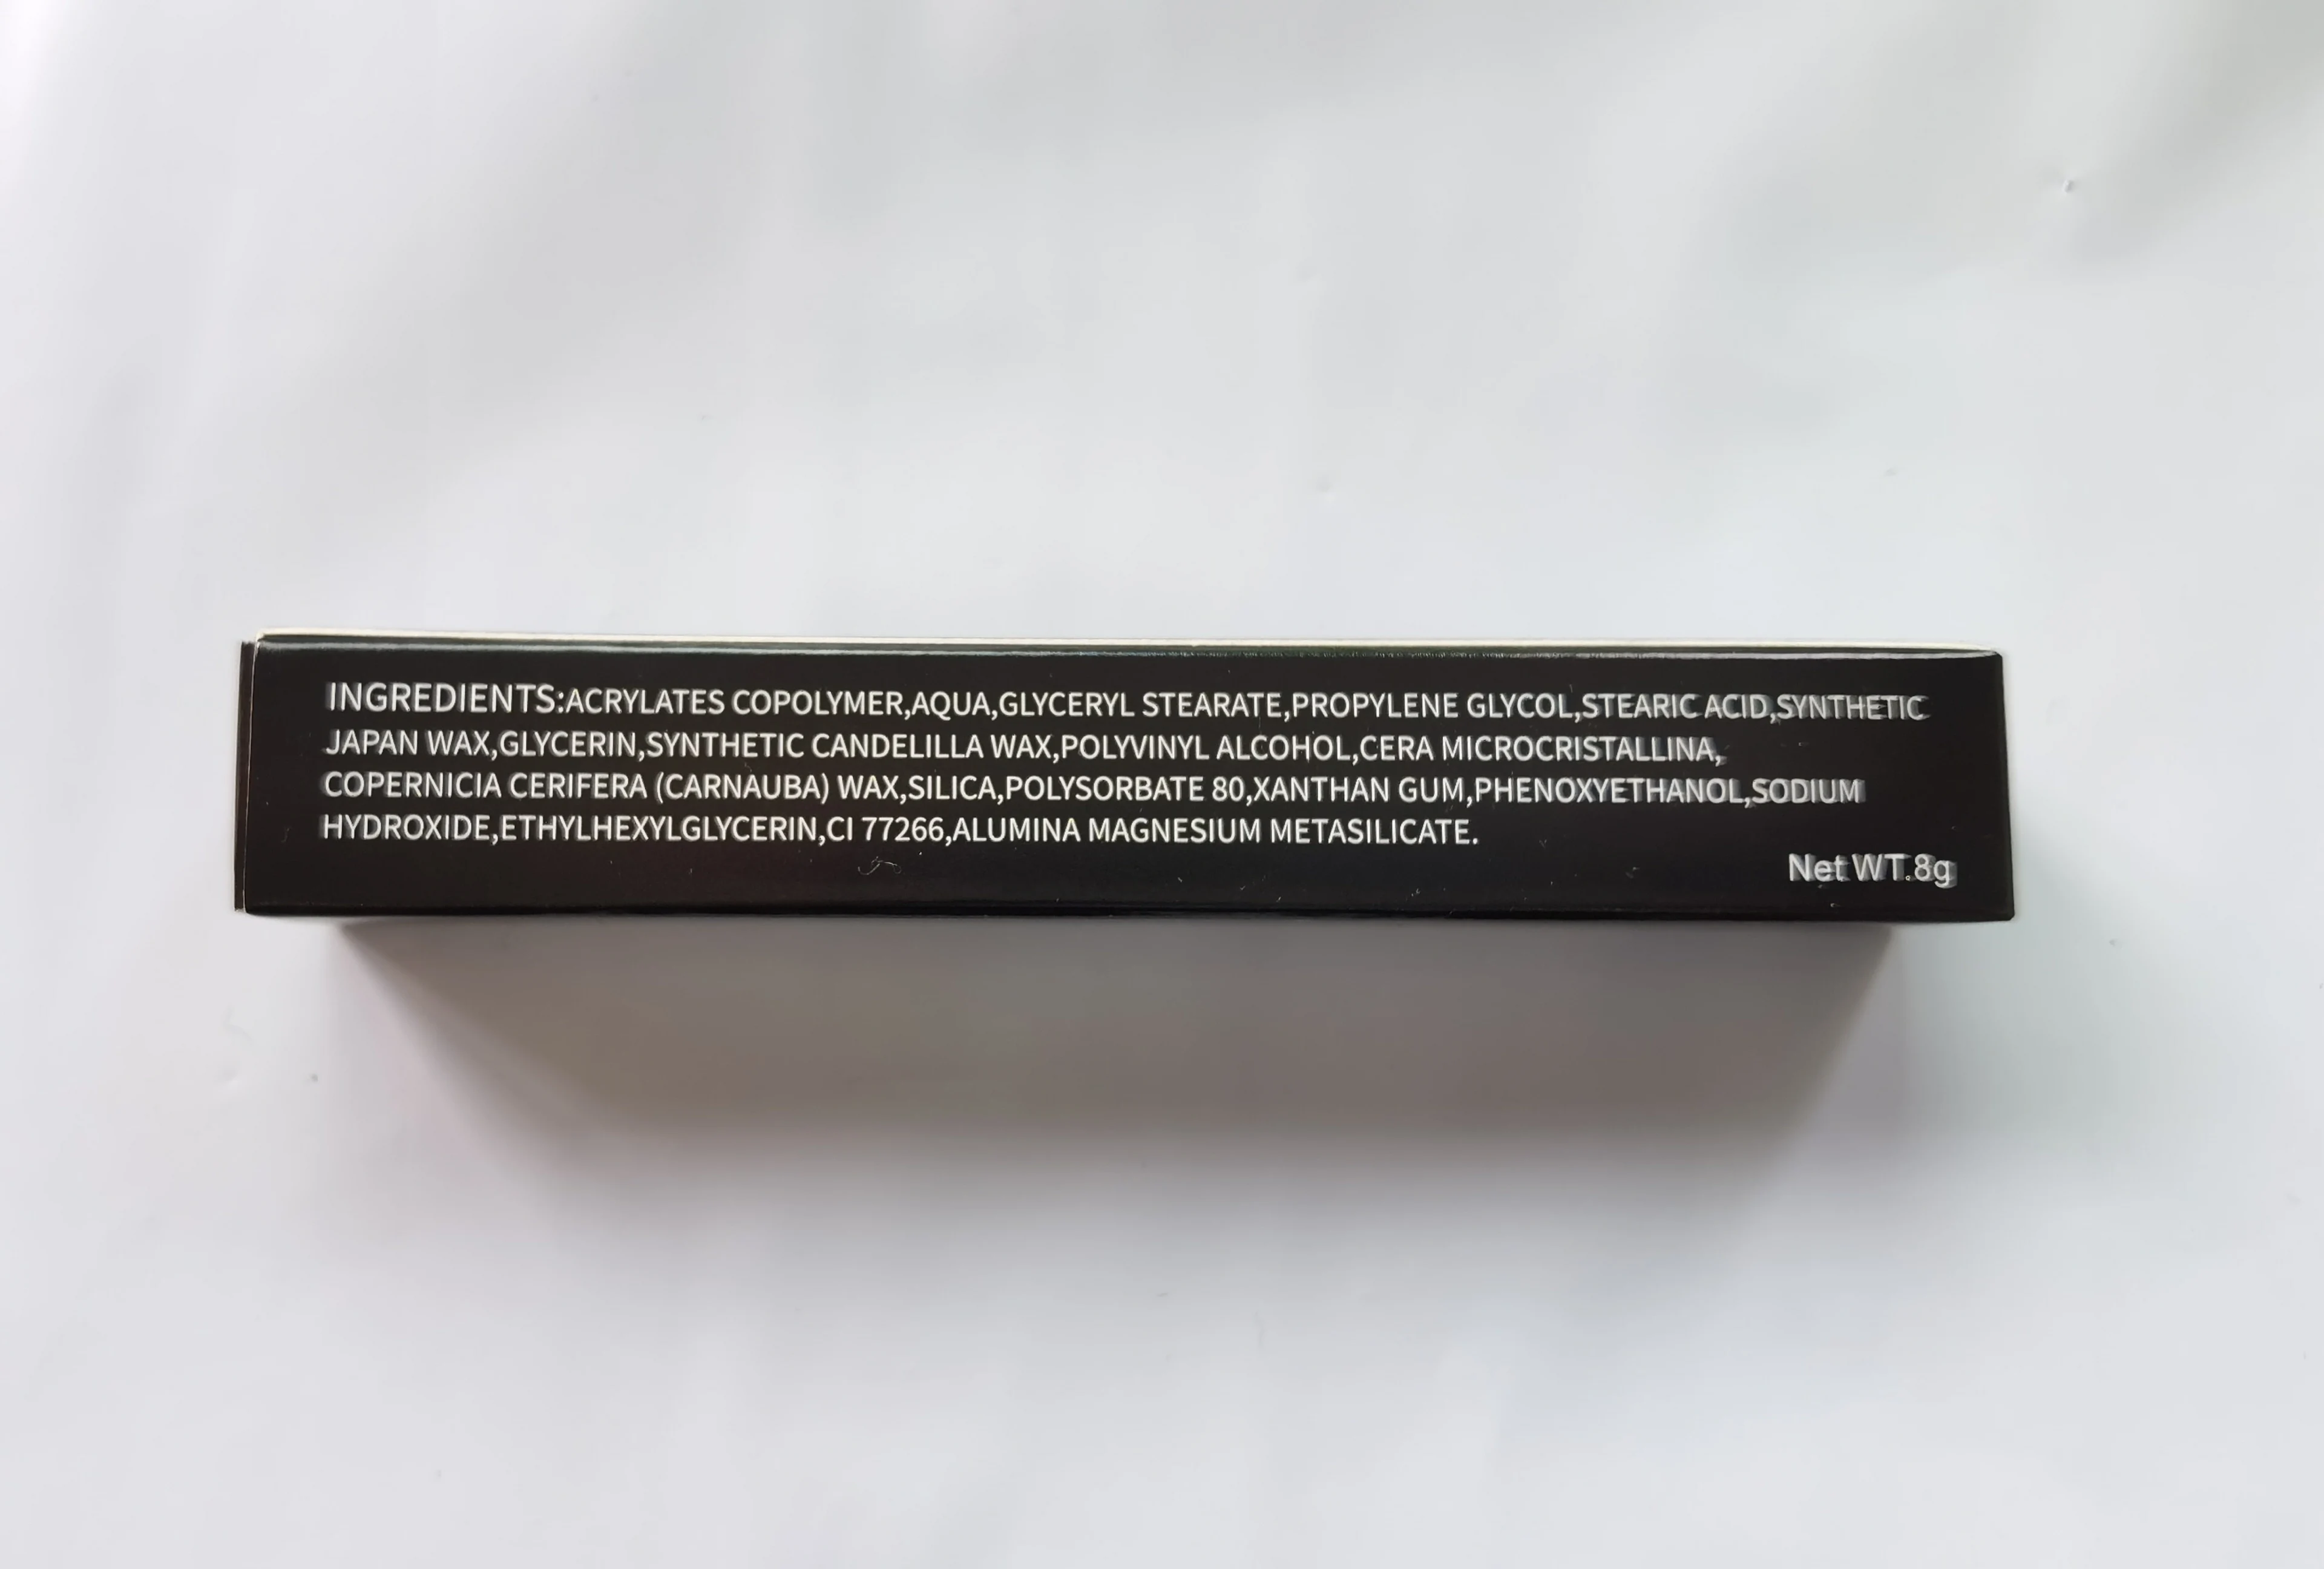 INGREDIENTS:ACRYLATES COPOLYMER,AQUA,GLYCERYL STEARATE,PROPYLENE GLYCOL,STEARIC ACID,SYNTHETIC
JAPAN WAX,GLYCERIN,SYNTHETIC CANDELILLA WAX,POLYVINYL ALCOHOL,CERA MICROCRISTALLINA,
COPERNICIA CERIFERA (CARNAUBA) WAX,SILICA,POLYSORBATE 80,XANTHAN GUM,PHENOXYETHANOL,SODIUM
HYDROXIDE,ETHYLHEXYLGLYCERIN,CI 77266,ALUMINA MAGNESIUM METASILICATE.
Net WT.8g